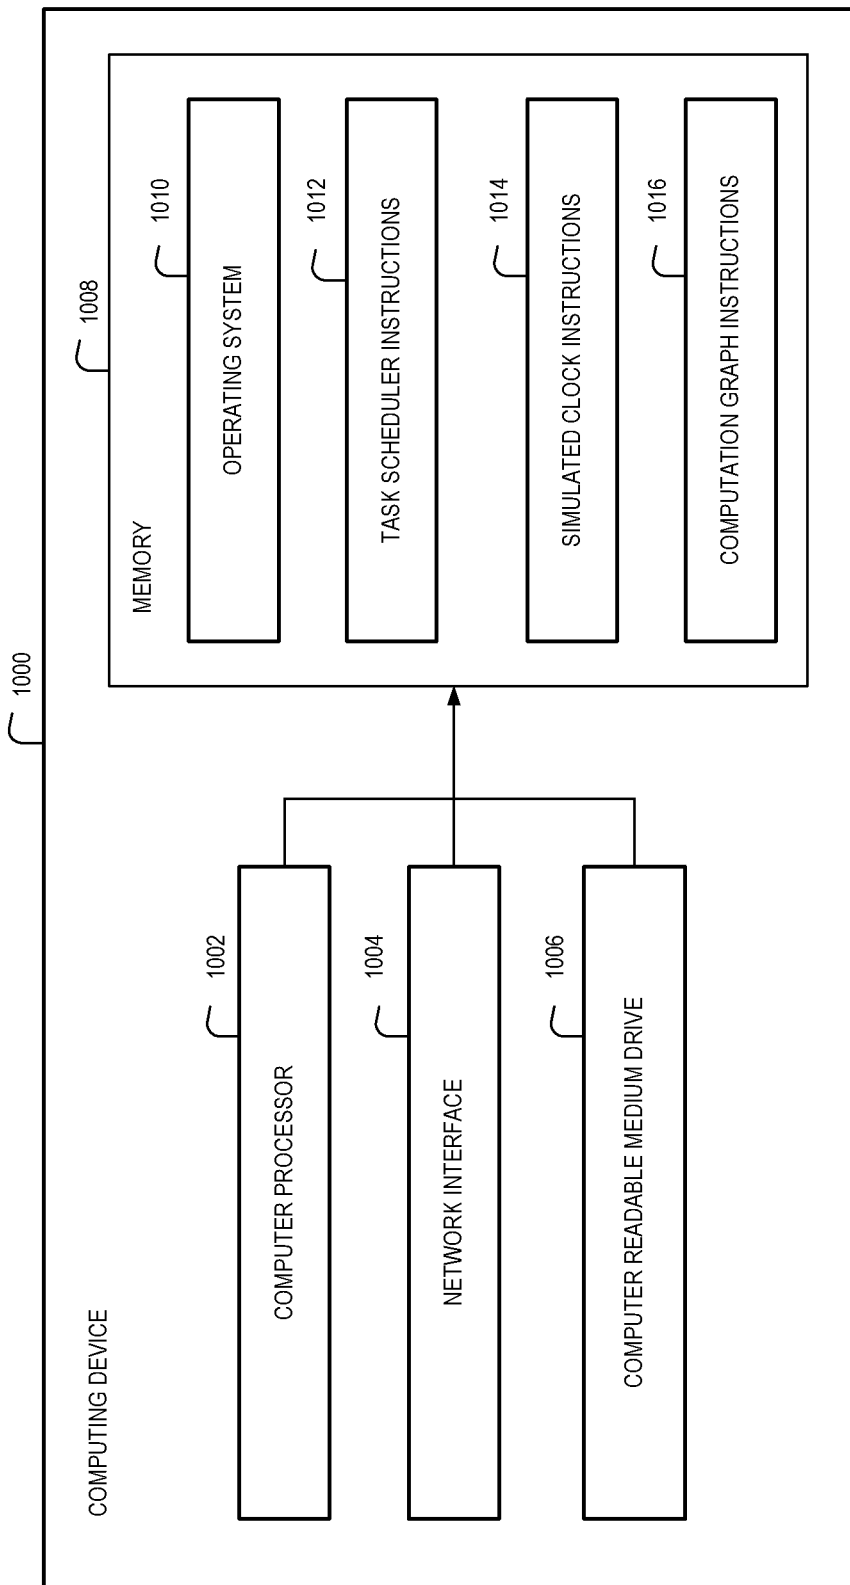 1000
COMPUTING DEVICE
1002
COMPUTER PROCESSOR
1004
NETWORK INTERFACE
1006
COMPUTER READABLE MEDIUM DRIVE
1008
MEMORY
1010
OPERATING SYSTEM
1012
TASK SCHEDULER INSTRUCTIONS
1014
SIMULATED CLOCK INSTRUCTIONS
1016
COMPUTATION GRAPH INSTRUCTIONS